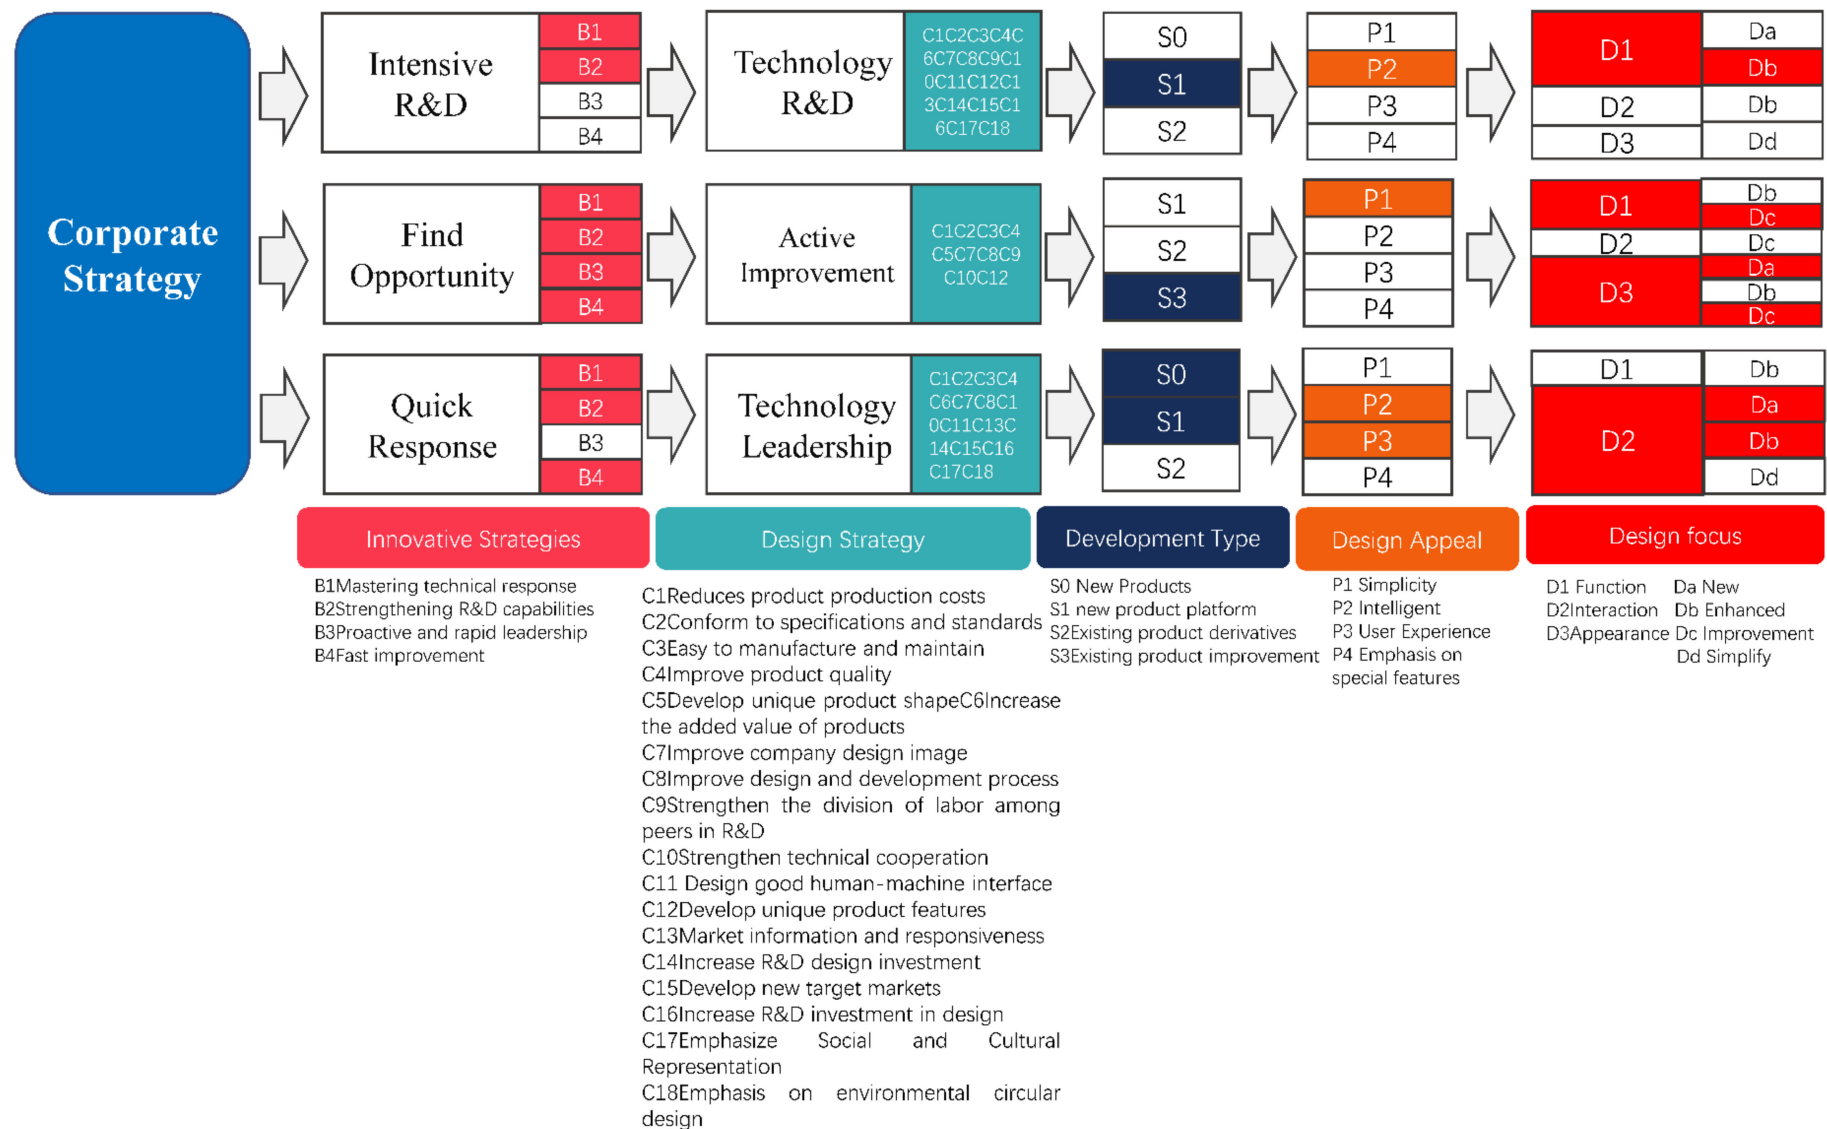 Corporate
Strategy
Intensive
R&D
B1
B2
B3
B4
Technology
R&D
C1C2C3C4C
6C7C8C9C1
0C11C12C1
3C14C15C1
6C17C18
S0
S1
S2
P1
P2
P3
P4
D1
D2
D3
Da
Db
Db
Dd
Find
Opportunity
B1
B2
B3
B4
Active
Improvement
C1C2C3C4
C5C7C8C9
C10C12
S1
S2
S3
P1
P2
P3
P4
D1
D2
D3
Db
Dc
Dc
Da
Db
Dc
Quick
Response
B1
B2
B3
B4
Technology
Leadership
C1C2C3C4
C6C7C8C1
0C11C13C
14C15C16
C17C18
S0
S1
S2
P1
P2
P3
P4
D1
D2
Db
Da
Db
Dd
Innovative Strategies
B1Mastering technical response
B2Strengthening R&D capabilities
B3Proactive and rapid leadership
B4Fast improvement
Design Strategy
C1Reduces product production costs
C2Conform to specifications and standards
C3Easy to manufacture and maintain
C4Improve product quality
C5Develop unique product shapeC6Increase
the added value of products
C7Improve company design image
C8Improve design and development process
C9Strengthen the division of labor among
peers in R&D
C10Strengthen technical cooperation
C11 Design good human-machine interface
C12Develop unique product features
C13Market information and responsiveness
C14Increase R&D design investment
C15Develop new target markets
C16Increase R&D investment in design
C17Emphasize Social and Cultural
Representation
C18Emphasis on environmental circular
design
Development Type
S0 New Products
S1 new product platform
S2Existing product derivatives
S3Existing product improvement
Design Appeal
P1 Simplicity
P2 Intelligent
P3 User Experience
P4 Emphasis on
special features
Design focus
D1 Function
D2Interaction
D3Appearance
Da New
Db Enhanced
Dc Improvement
Dd Simplify